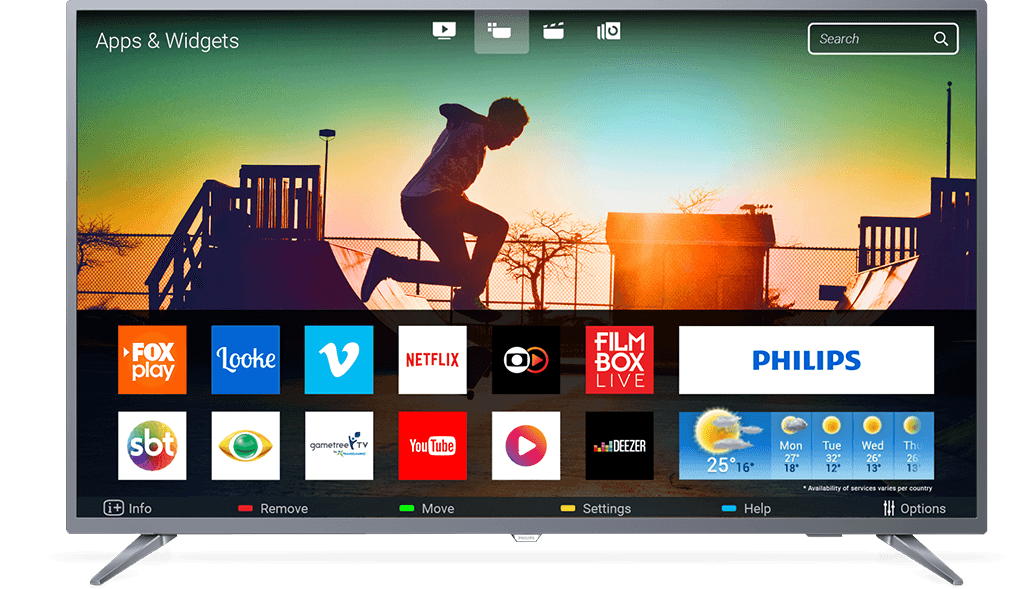 Apps & Widgets
Search
FOX
play
Looke
NETFLIX
FILM
BOX
LIVE
PHILIPS
sbt
gametree TV
You Tube
DEEZER
25° 16°
Mon
27°
18°
Tue
32°
12°
Wed
26°
13°
Thu
26°
13°
* Availability of services varies per country
i+ Info
Remove
Move
Settings
Help
Options
PHILIPS